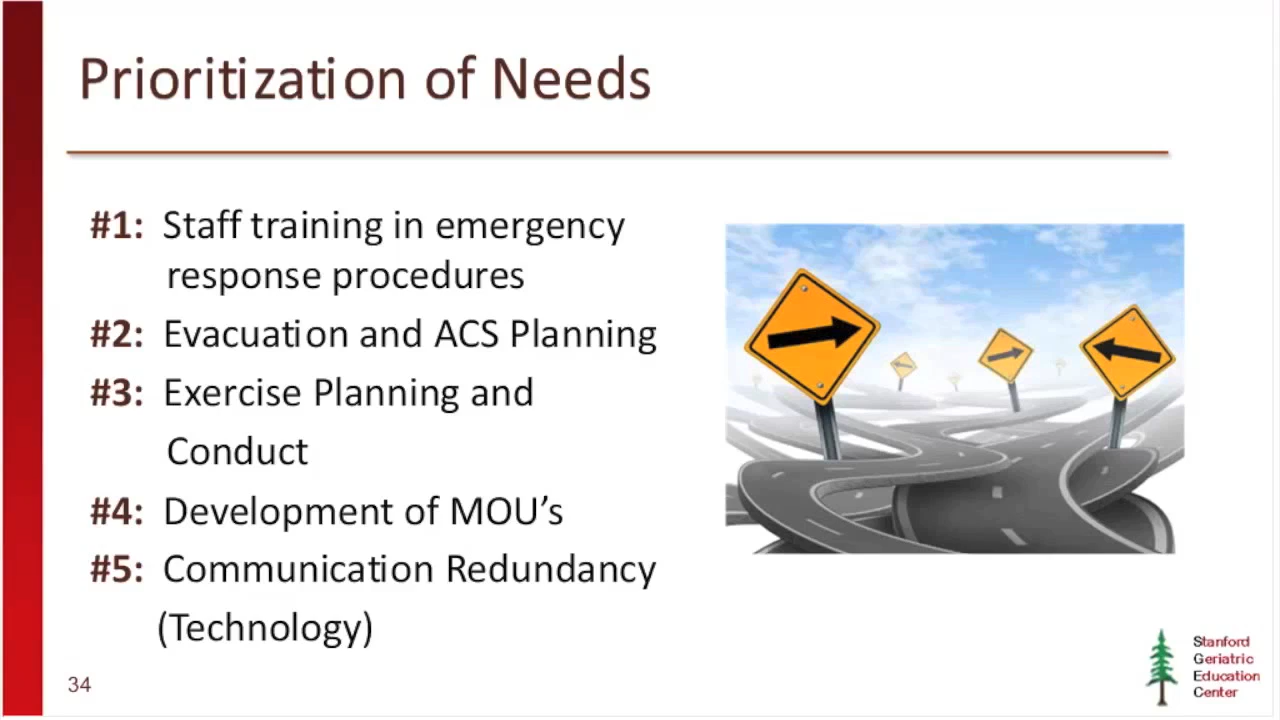 Prioritization of Needs
#1: Staff training in emergency
response procedures
#2: Evacuation and ACS Planning
#3: Exercise Planning and
Conduct
#4: Development of MOU’s
#5: Communication Redundancy
(Technology)
34
Stanford
Geriatric
Education
Center